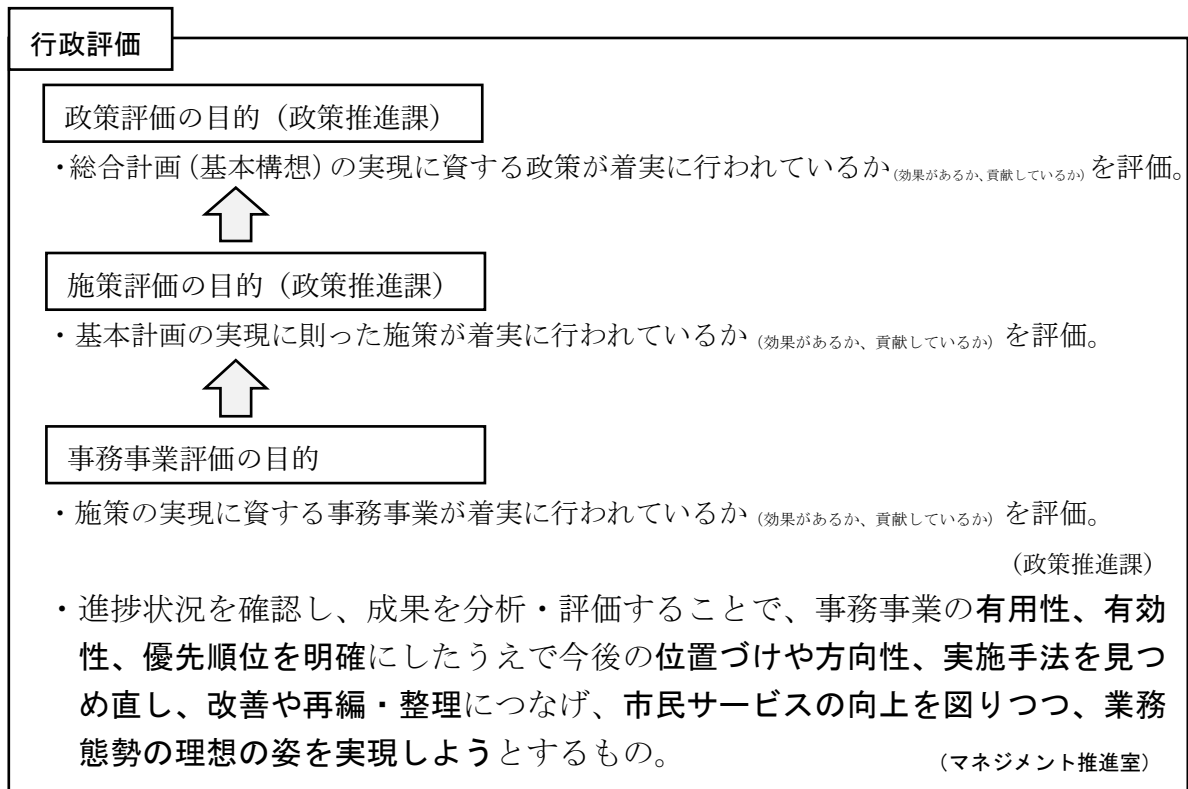 行政評価
政策評価の目的（政策推進課）
・総合計画（基本構想）の実現に資する政策が着実に行われているか（効果があるか、貢献しているか）を評価。
施策評価の目的（政策推進課）
・基本計画の実現に則った施策が着実に行われているか（効果があるか、貢献しているか）を評価。
事務事業評価の目的
・施策の実現に資する事務事業が着実に行われているか（効果があるか、貢献しているか）を評価。
（政策推進課）
・進捗状況を確認し、成果を分析・評価することで、事務事業の有用性、有効
性、優先順位を明確にしたうえで今後の位置づけや方向性、実施手法を見つ
め直し、改善や再編・整理につなげ、市民サービスの向上を図りつつ、業務
態勢の理想の姿を実現しようとするもの。
（マネジメント推進室）